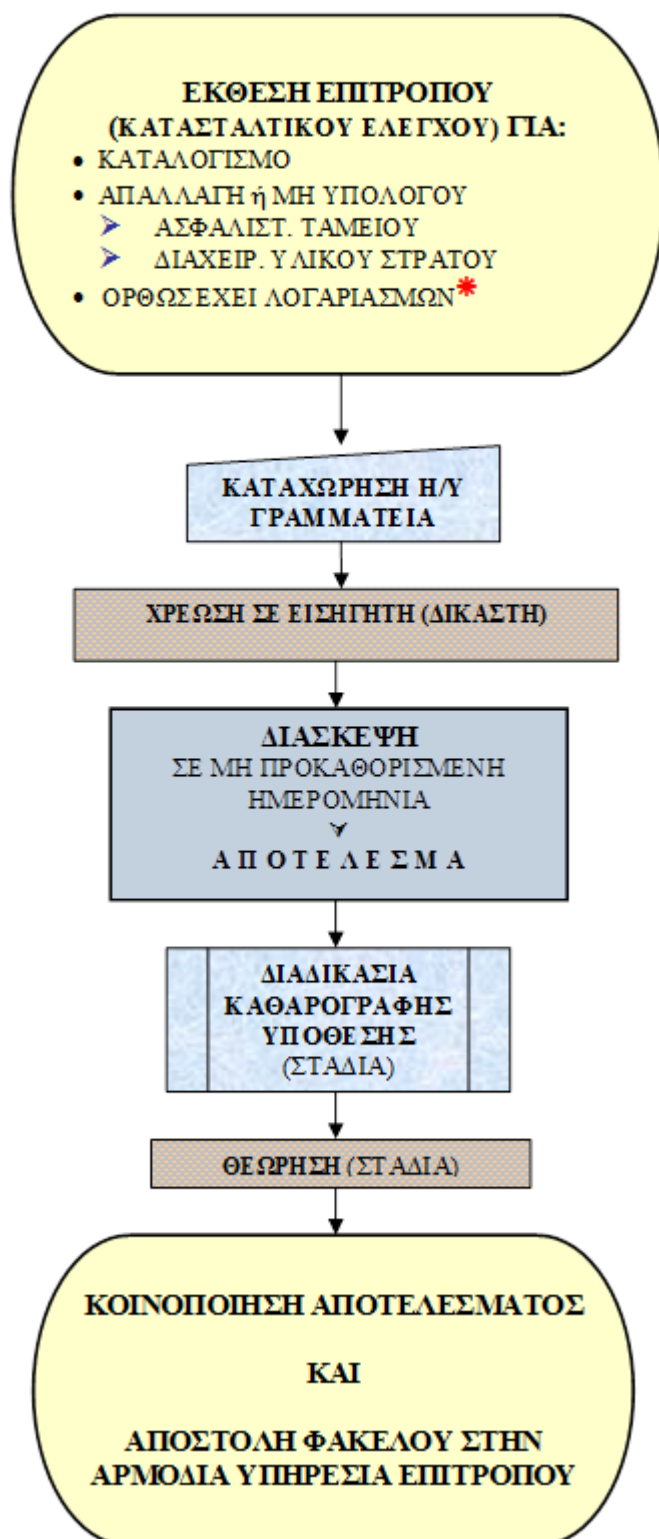 ΕΚΘΕΣΗ ΕΠΙΤΡΟΠΟΥ
(ΚΑΤΑΣΤΑΛΤΙΚΟΥ ΕΛΕΓΧΟΥ) ΓΙΑ:
• ΚΑΤΑΛΟΓΙΣΜΟ
• ΑΠΑΛΛΑΓΗ ή ΜΗ ΥΠΟΛΟΓΟΥ
➢ ΑΣΦΑΛΙΣΤ. ΤΑΜΕΙΟΥ
➢ ΔΙΑΧΕΙΡ. ΥΛΙΚΟΥ ΣΤΡΑΤΟΥ
• ΟΡΘΩΣ ΕΧΕΙ ΛΟΓΑΡΙΑΣΜΩΝ*
ΚΑΤΑΧΩΡΗΣΗ Η/Υ
ΓΡΑΜΜΑΤΕΙΑ
ΧΡΕΩΣΗ ΣΕ ΕΙΣΗΓΗΤΗ (ΔΙΚΑΣΤΗ)
ΔΙΑΣΚΕΨΗ
ΣΕ ΜΗ ΠΡΟΚΑΘΟΡΙΣΜΕΝΗ
ΗΜΕΡΟΜΗΝΙΑ
Α Π Ο Τ Ε Λ Ε Σ Μ Α
ΔΙΑΔΙΚΑΣΙΑ
ΚΑΘΑΡΟΓΡΑΦΗΣ
ΥΠΟΘΕΣΗΣ
(ΣΤΑΔΙΑ)
ΘΕΩΡΗΣΗ (ΣΤΑΔΙΑ)
ΚΟΙΝΟΠΟΙΗΣΗ ΑΠΟΤΕΛΕΣΜΑΤΟΣ
ΚΑΙ
ΑΠΟΣΤΟΛΗ ΦΑΚΕΛΟΥ ΣΤΗΝ
ΑΡΜΟΔΙΑ ΥΠΗΡΕΣΙΑ ΕΠΙΤΡΟΠΟΥ